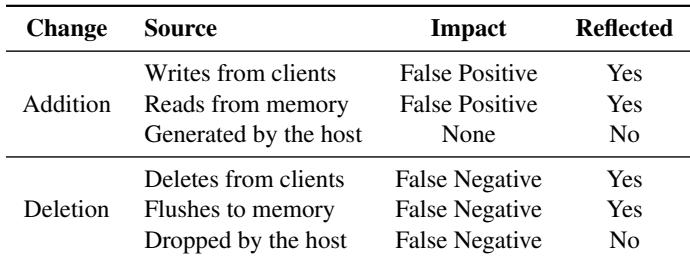 Change Source Impact Reflected
Writes from clients False Positive Yes
Addition Reads from memory False Positive Yes
Generated by the host None No
Deletes from clients False Negative Yes
Deletion Flushes to memory False Negative Yes
Dropped by the host False Negative No